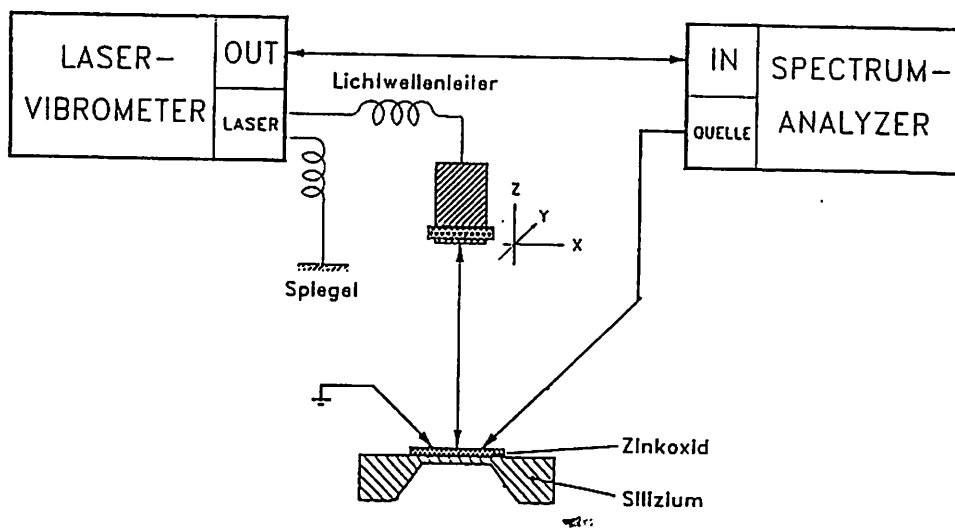 LASER-
VIBROMETER
OUT
LASER
IN
QUELLE
SPECTRUM-
ANALYZER
Lichtwellenleiter
Z
Y
X
Spiegel
Zinkoxid
Silizium